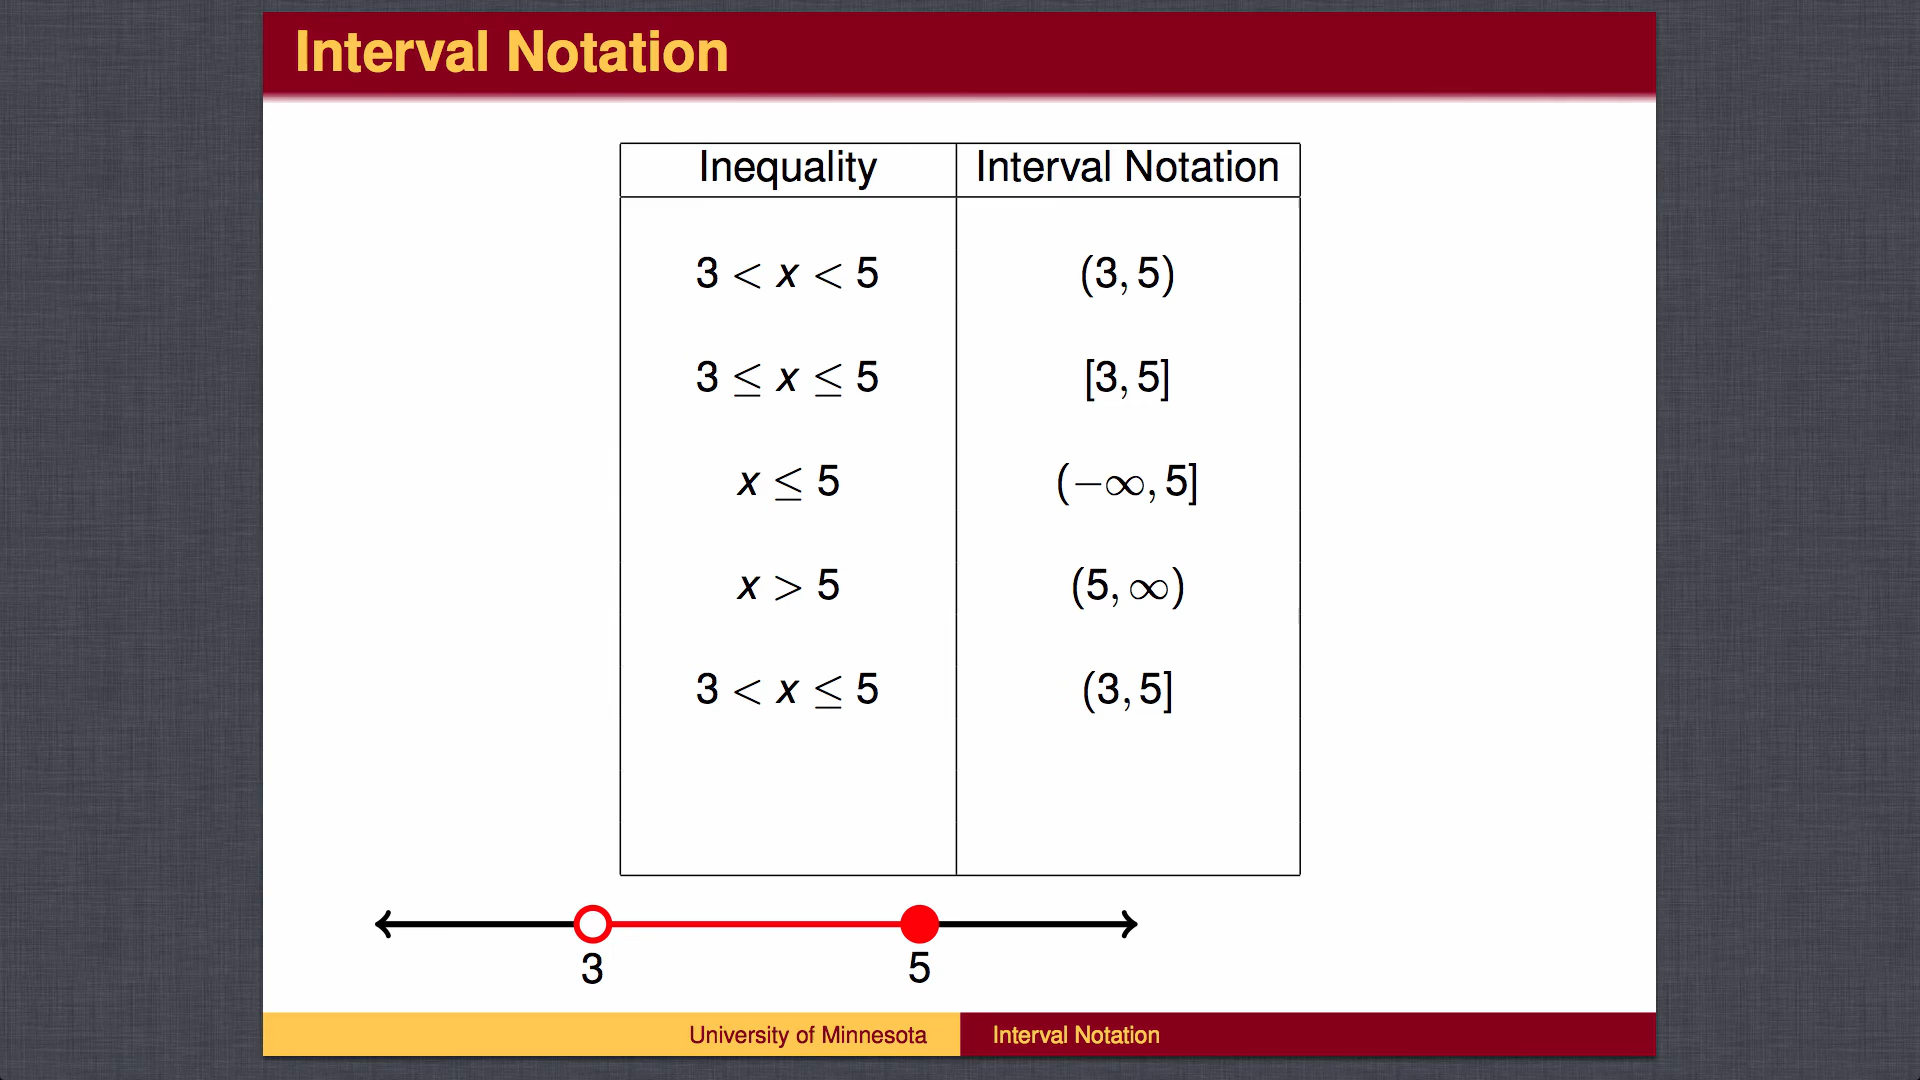 Interval Notation
Inequality Interval Notation
3 < x < 5 (3, 5)
3 ≤ x ≤ 5 [3, 5]
x ≤ 5 (−∞, 5]
x > 5 (5, ∞)
3 < x ≤ 5 (3, 5]
3 5
University of Minnesota Interval Notation